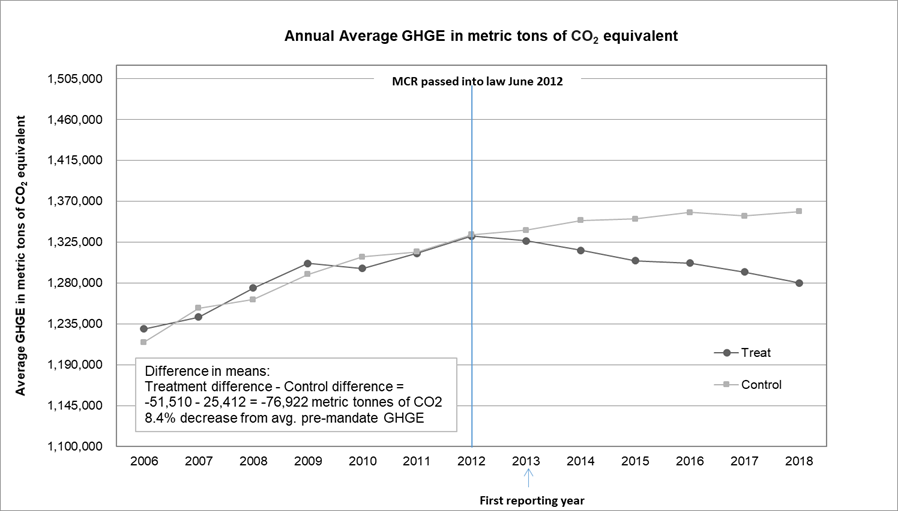 Annual Average GHGE in metric tons of CO₂ equivalent
MCR passed into law June 2012
Average GHGE in metric tons of CO₂ equivalent
1,505,000
1,460,000
1,415,000
1,370,000
1,325,000
1,280,000
1,235,000
1,190,000
1,145,000
1,100,000
Treat
Control
Difference in means:
Treatment difference - Control difference =
-51,510 - 25,412 = -76,922 metric tonnes of CO2
8.4% decrease from avg. pre-mandate GHGE
2006 2007 2008 2009 2010 2011 2012 2013 2014 2015 2016 2017 2018
First reporting year